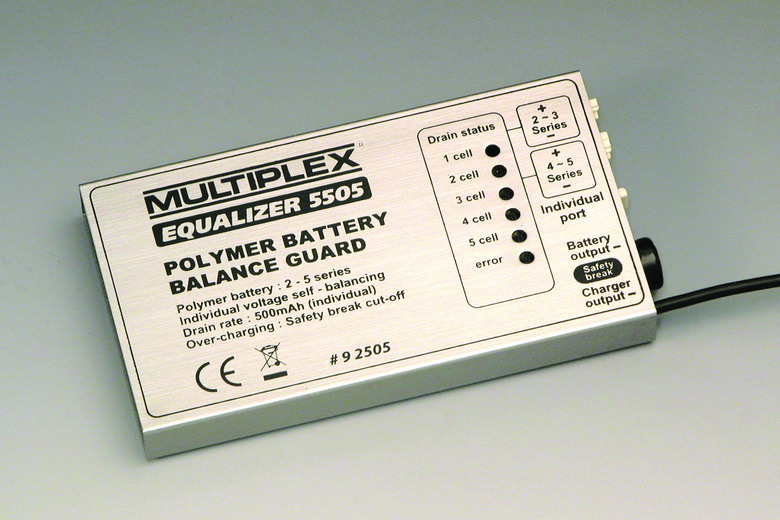 MULTIPLEX®
EQUALIZER 5505
POLYMER BATTERY
BALANCE GUARD
Polymer battery : 2 - 5 series
Individual voltage self - balancing
Drain rate : 500mAh (individual)
Over-charging : Safety break cut-off
CE
# 9 2505
Drain status
1 cell
2 cell
3 cell
4 cell
5 cell
error
+
2 ~ 3
Series
−
+
4 ~ 5
Series
−
Individual
port
Battery
output −
Safety
break
Charger
output −